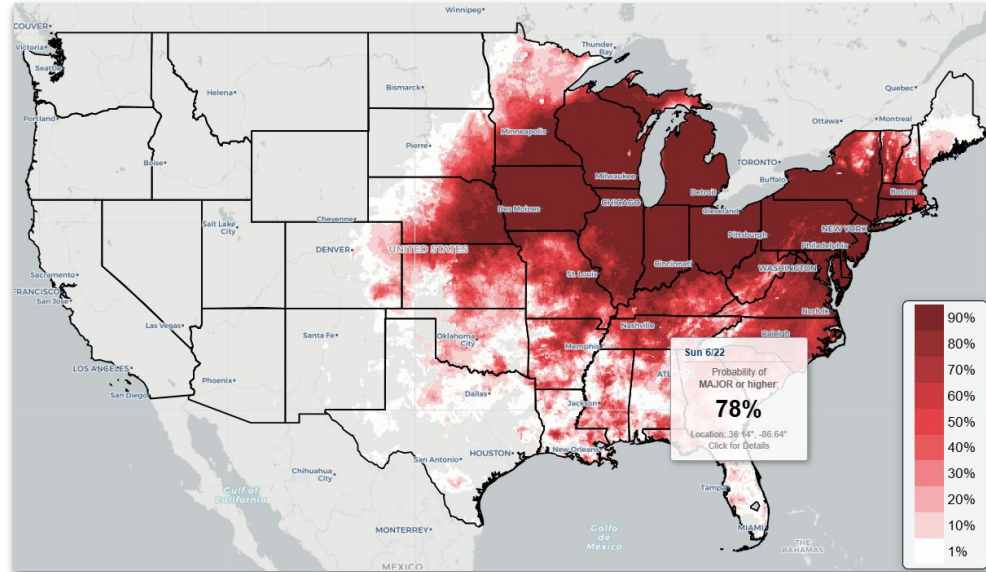 Winnipeg
COUVER
Victoria
Seattle
Thunder
Bay
Quebec
Helena
Bismarck
Ottawa
Montreal
Portland
Minneapolis
Pierre
Boise
TORONTO
Buffalo
Milwaukee
Detroit
Boston
Salt Lake
City
Cheyenne
Des Moines
CHICAGO
Cleveland
NEW YORK
Pittsburgh
Philadelphia
DENVER
UNITED STATES
Sacramento
FRANCISCO
San Jose
St. Louis
Cincinnati
WASHINGTON
Norfolk
Las Vegas
Santa Fe
Oklahoma
City
Nashville
Raleigh
Memphis
LOS ANGELES
San Diego
Phoenix
Dallas
Jackson
ATLANTA
Sun 6/22
Probability of
MAJOR or higher:
78%
Location: 36.14°, -86.64°
Click for Details
HOUSTON
San Antonio
New Orleans
Chihuahua
City
Tampa
Gulf of
California
MONTERREY
Golfo
de
México
MIAMI
THE
BAHAMAS
MEXICO
90%
80%
70%
60%
50%
40%
30%
20%
10%
1%